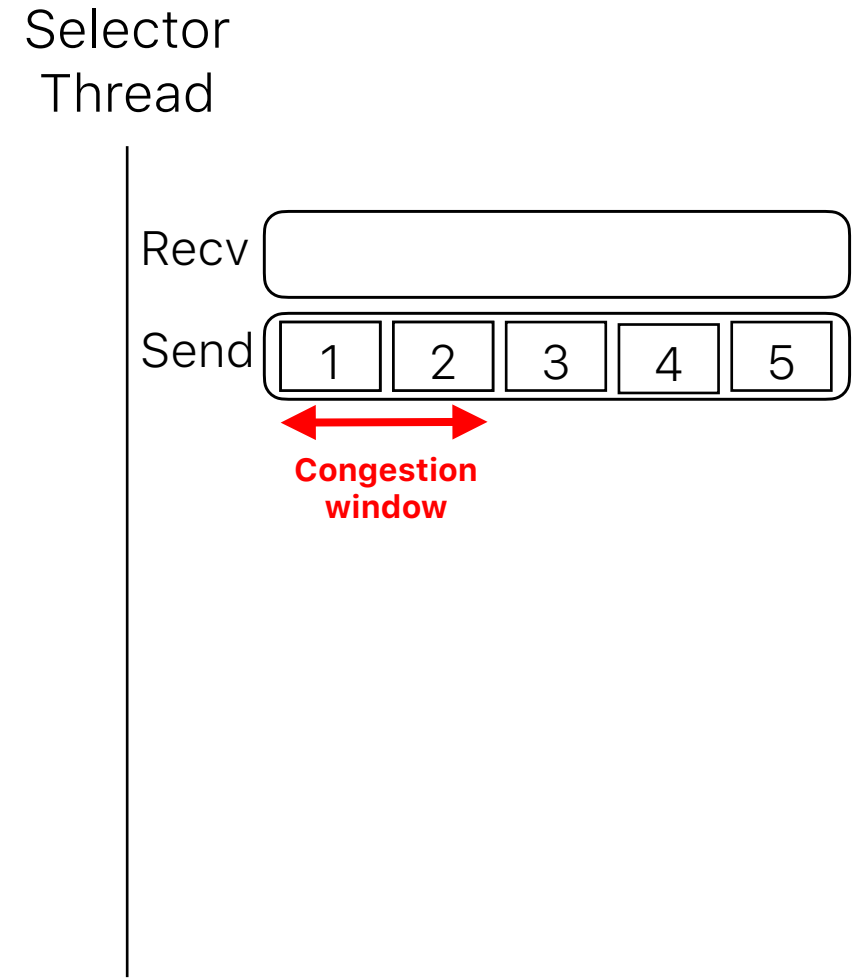 Selector
Thread
Recv
Send 1 2 3 4 5
Congestion
window